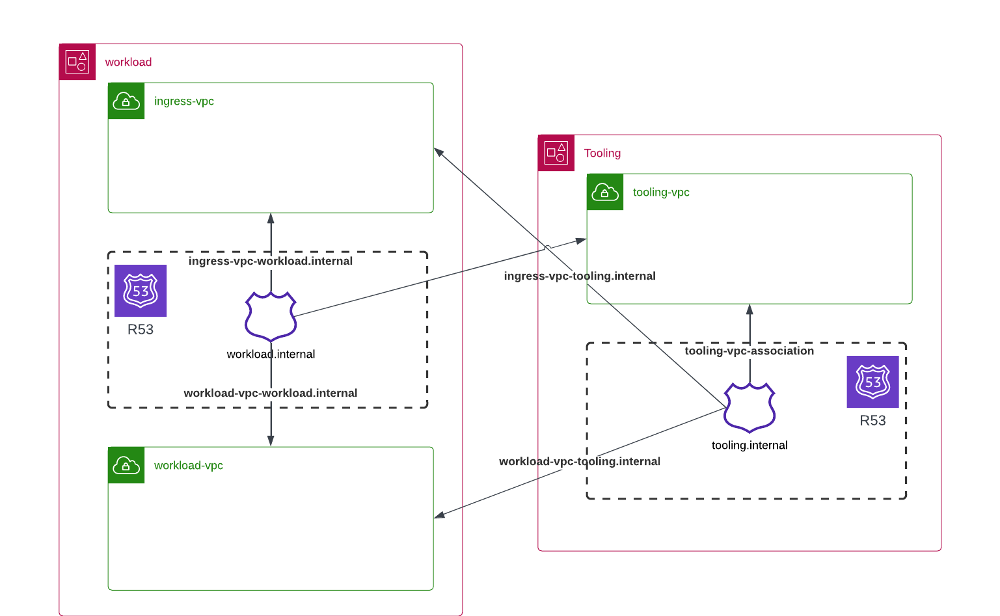 workload
ingress-vpc
Tooling
tooling-vpc
ingress-vpc-workload.internal
ingress-vpc-tooling.internal
53
R53
workload.internal
tooling-vpc-association
53
R53
workload-vpc-workload.internal
tooling.internal
workload-vpc-tooling.internal
workload-vpc